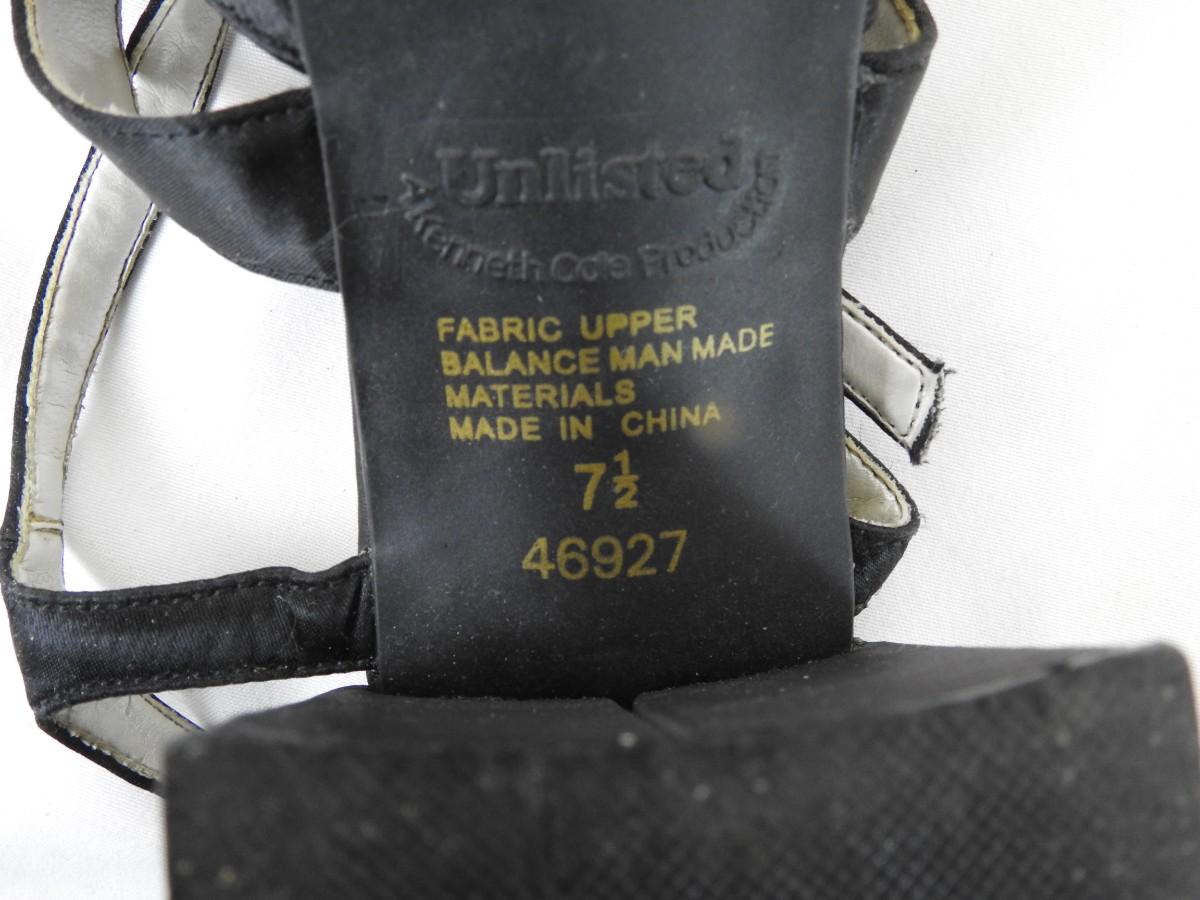 Unlisted
A Kenneth Cole Production
FABRIC UPPER
BALANCE MAN MADE
MATERIALS
MADE IN CHINA
7½
46927